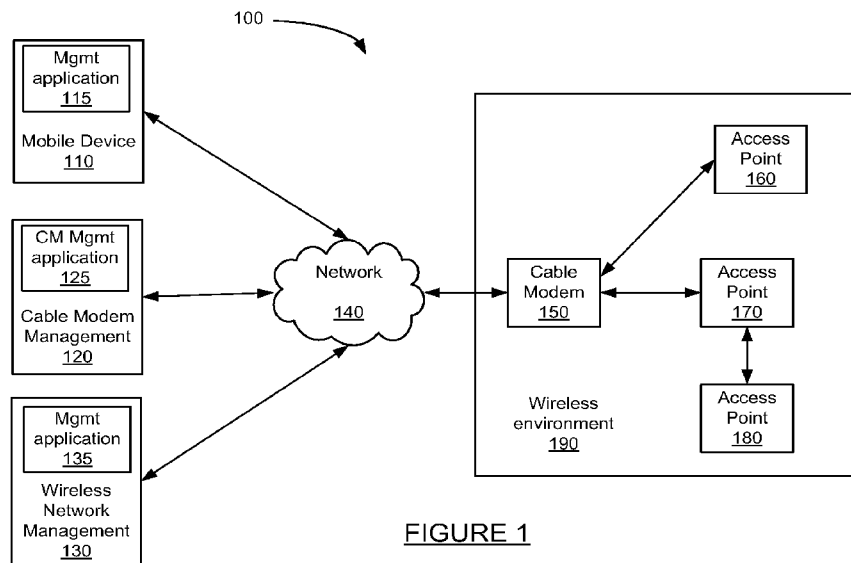 100
Mgmt
application
115
Mobile Device
110
CM Mgmt
application
125
Cable Modem
Management
120
Mgmt
application
135
Wireless
Network
Management
130
Network
140
Cable
Modem
150
Access
Point
160
Access
Point
170
Access
Point
180
Wireless
environment
190
FIGURE 1